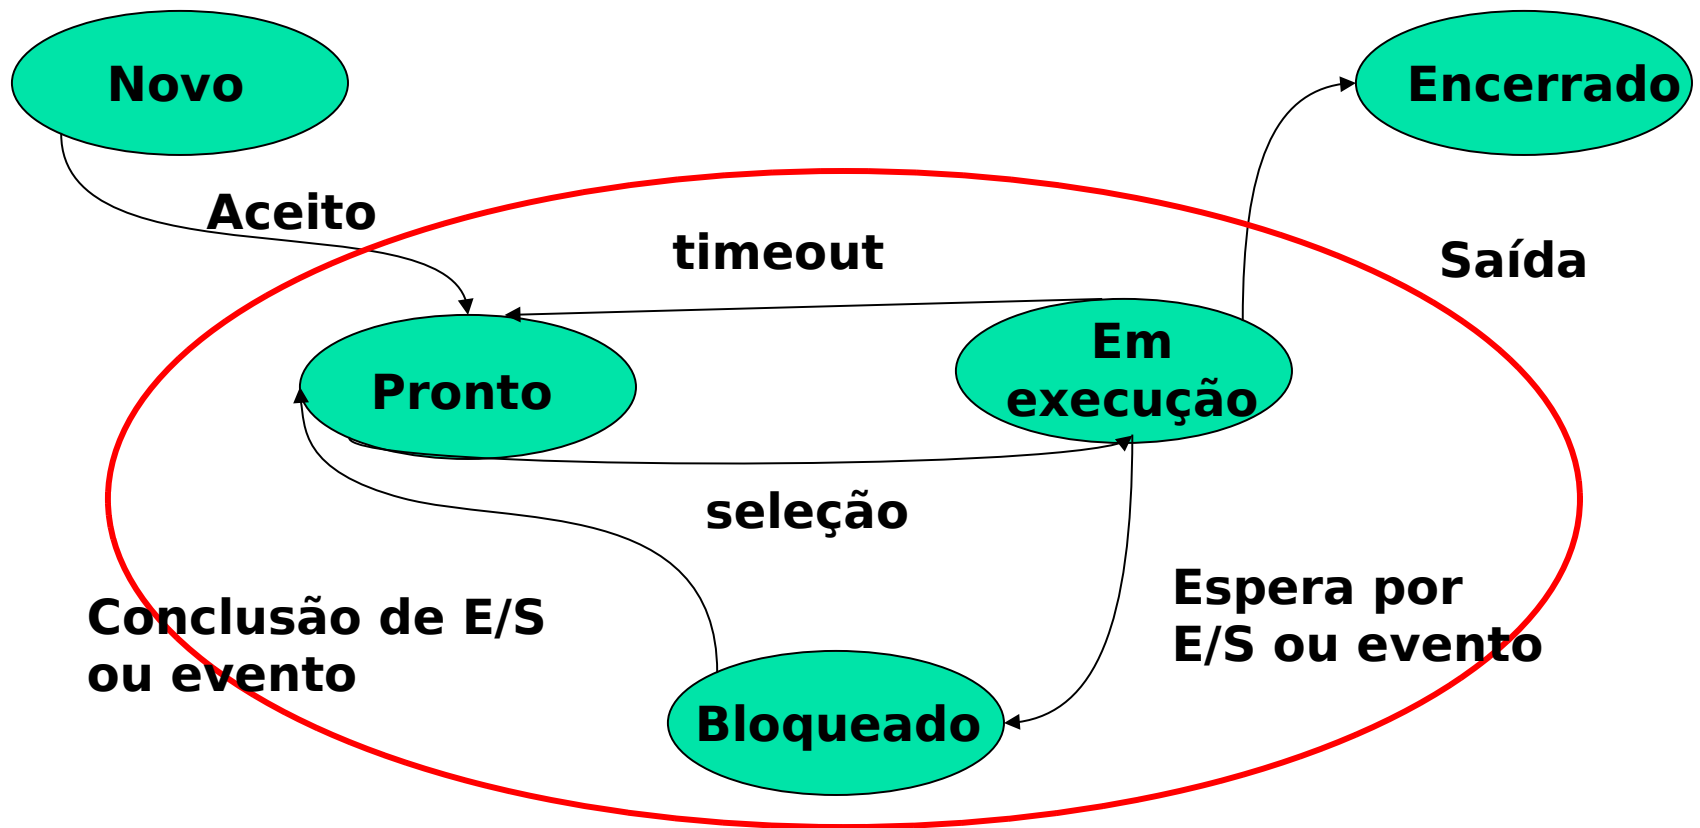 Novo
Encerrado
Aceito
timeout
Saída
Pronto
Em
execução
seleção
Conclusão de E/S
ou evento
Espera por
E/S ou evento
Bloqueado